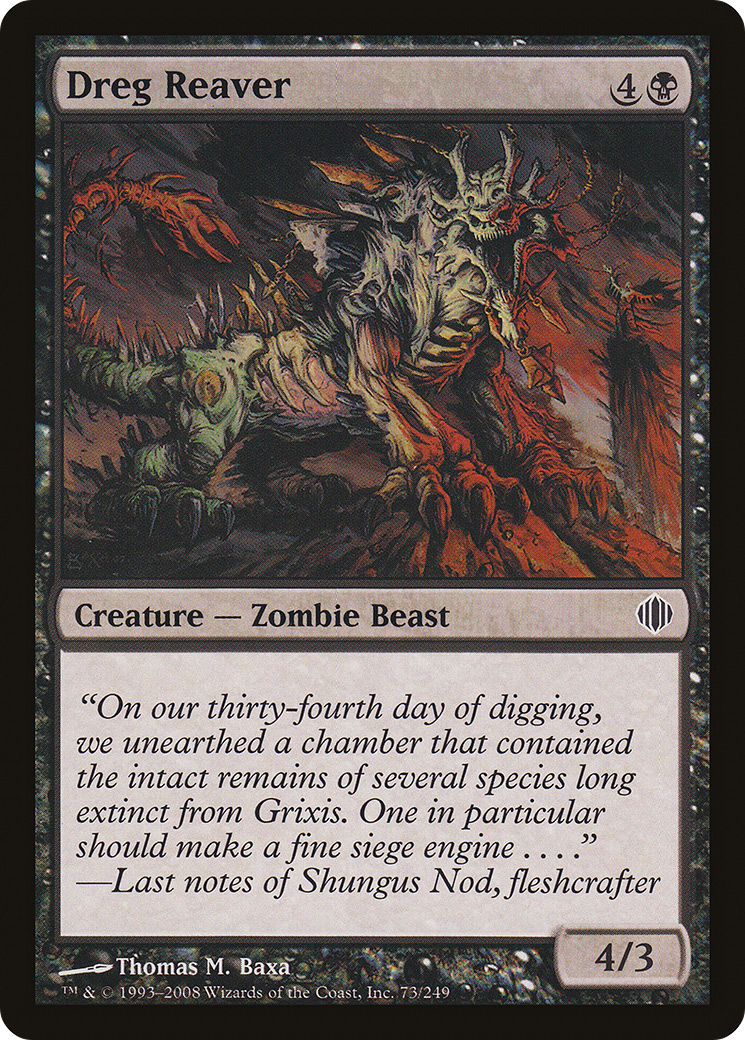 Dreg Reaver 4
Creature — Zombie Beast
“On our thirty-fourth day of digging,
we unearthed a chamber that contained
the intact remains of several species long
extinct from Grixis. One in particular
should make a fine siege engine . . . .”
—Last notes of Shungus Nod, fleshcrafter
4/3
Thomas M. Baxa
™ & © 1993–2008 Wizards of the Coast, Inc. 73/249